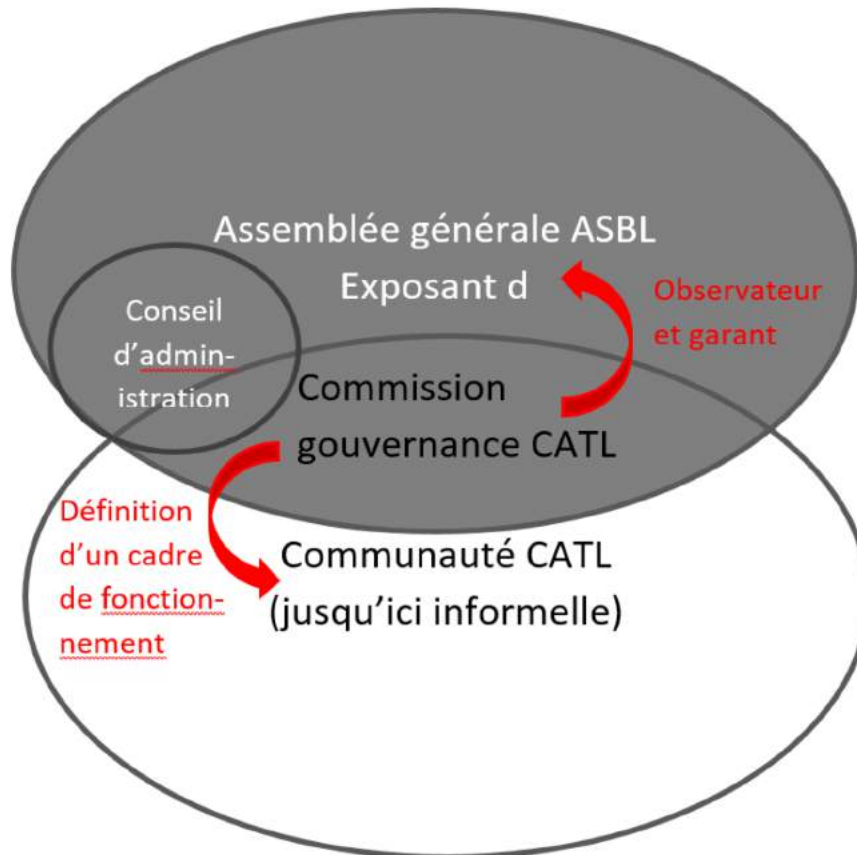 Assemblée générale ASBL
Exposant d
Observateur
et garant
Conseil
d’admin-
istration
Commission
gouvernance CATL
Définition
d’un cadre
de fonction-
nement
Communauté CATL
(jusqu’ici informelle)